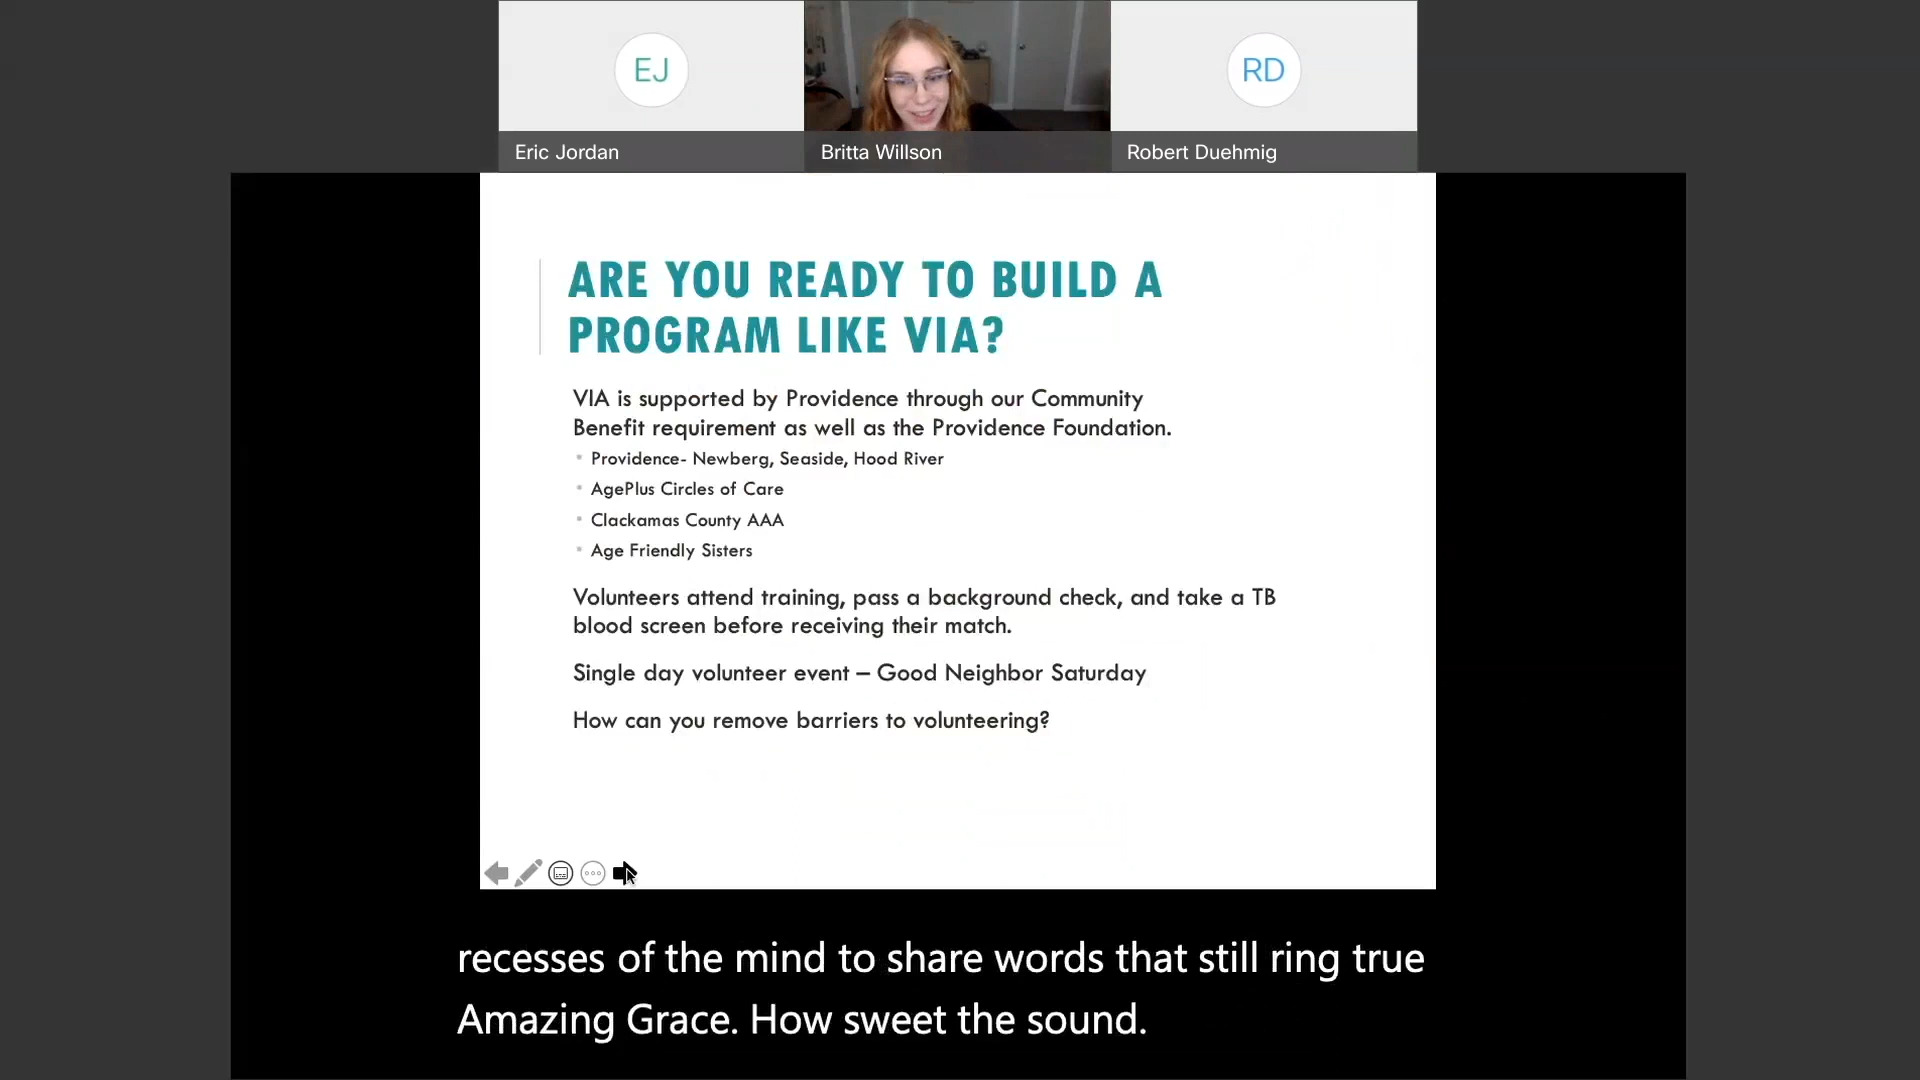 EJ
RD
Eric Jordan
Britta Willson
Robert Duehmig
ARE YOU READY TO BUILD A
PROGRAM LIKE VIA?
VIA is supported by Providence through our Community
Benefit requirement as well as the Providence Foundation.
Providence- Newberg, Seaside, Hood River
AgePlus Circles of Care
Clackamas County AAA
Age Friendly Sisters
Volunteers attend training, pass a background check, and take a TB
blood screen before receiving their match.
Single day volunteer event – Good Neighbor Saturday
How can you remove barriers to volunteering?
recesses of the mind to share words that still ring true
Amazing Grace. How sweet the sound.